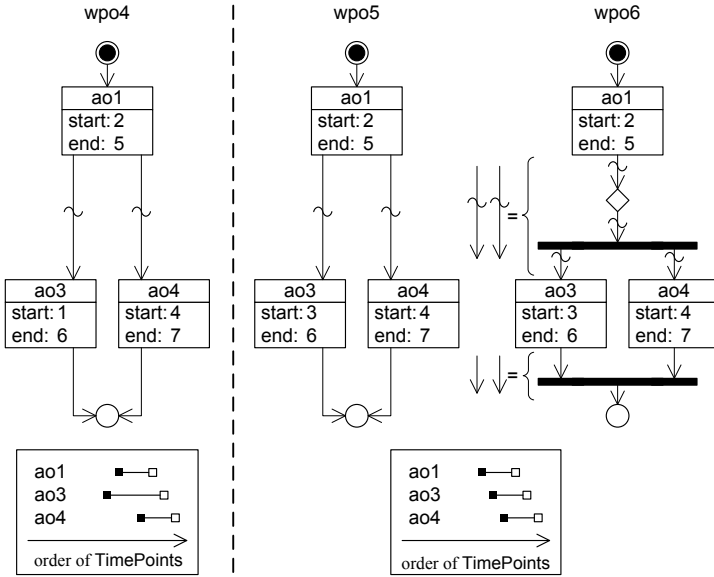 wpo4
wpo5
wpo6
ao1
start: 2
end: 5
ao1
start: 2
end: 5
ao1
start: 2
end: 5
=
ao3
start: 1
end: 6
ao4
start: 4
end: 7
ao3
start: 3
end: 6
ao4
start: 4
end: 7
ao3
start: 3
end: 6
ao4
start: 4
end: 7
=
ao1
ao3
ao4
order of TimePoints
ao1
ao3
ao4
order of TimePoints